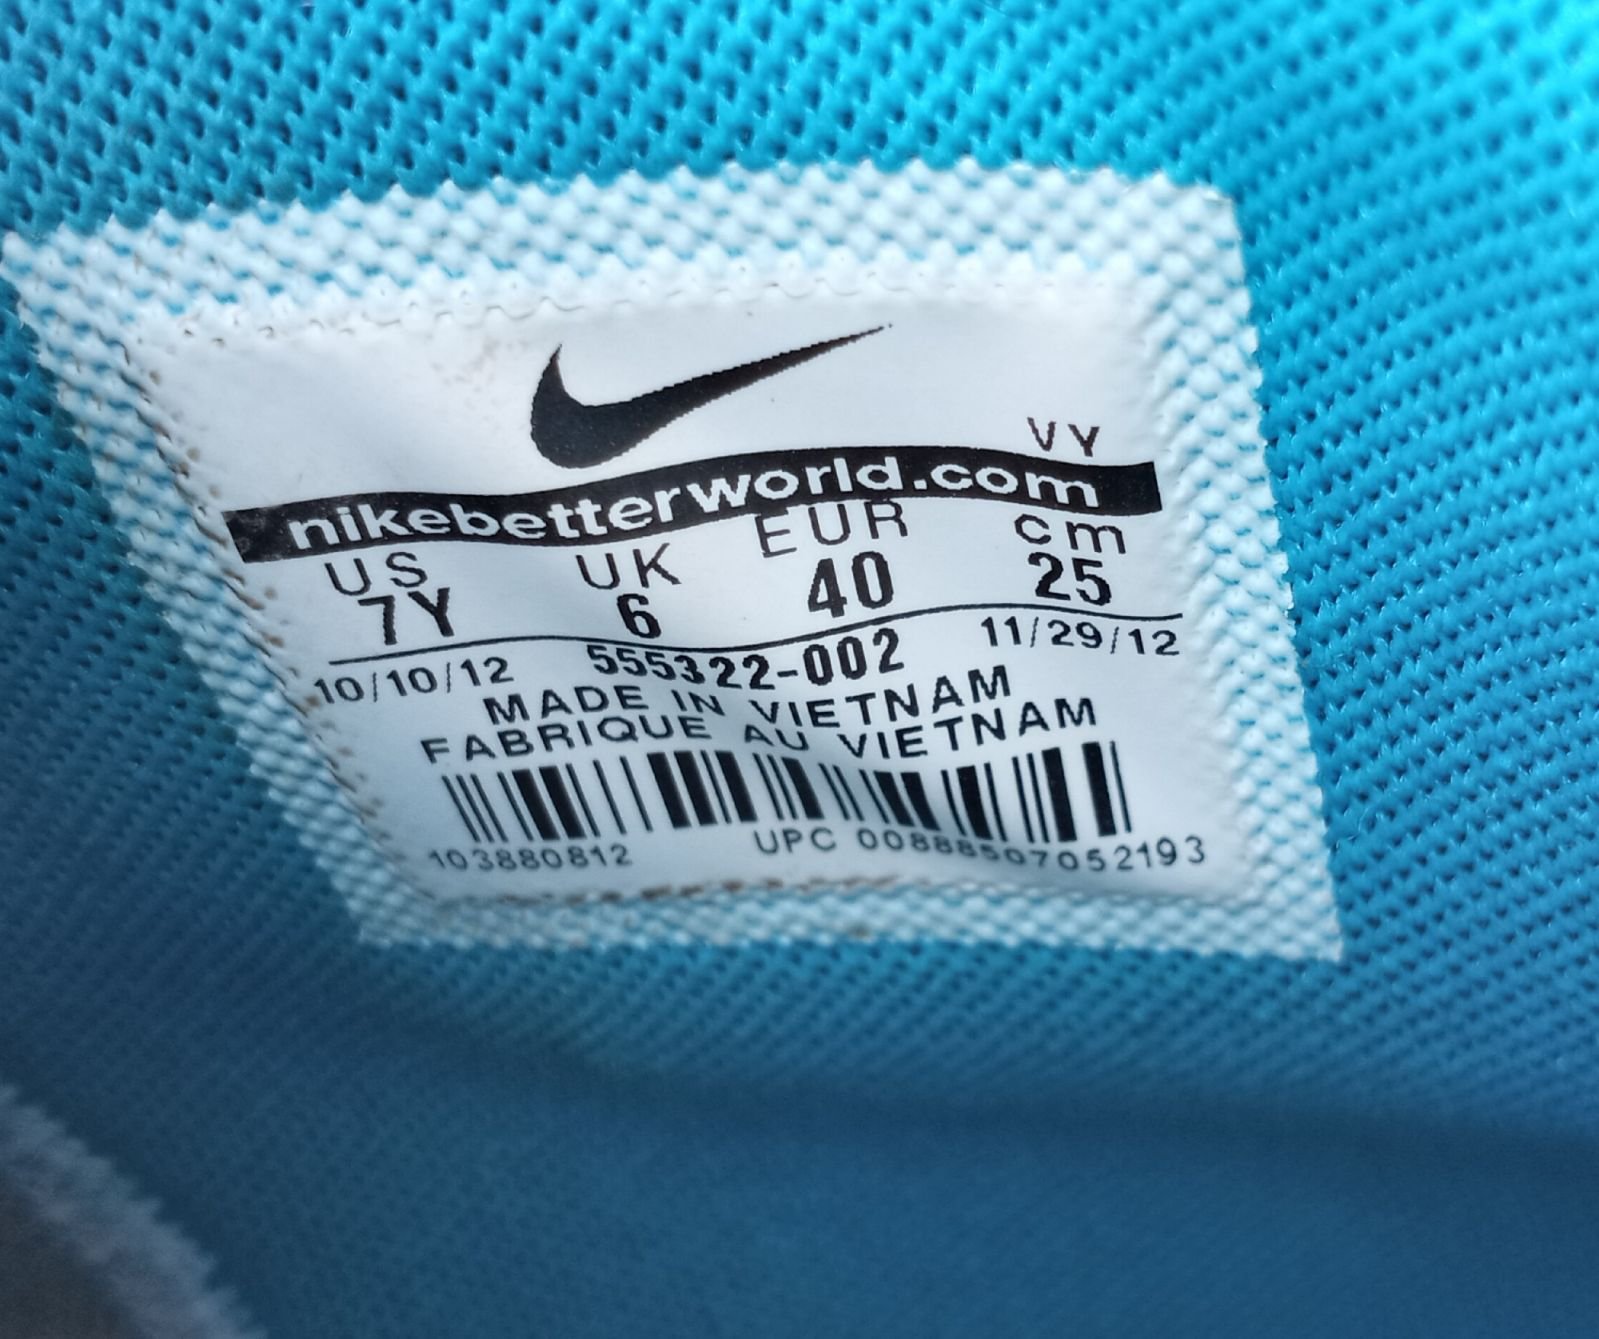 VY
nikebetterworld.com
US UK EUR cm
7Y 6 40 25
10/10/12 555322-002 11/29/12
MADE IN VIETNAM
FABRIQUE AU VIETNAM
103880812 UPC 00888507052193